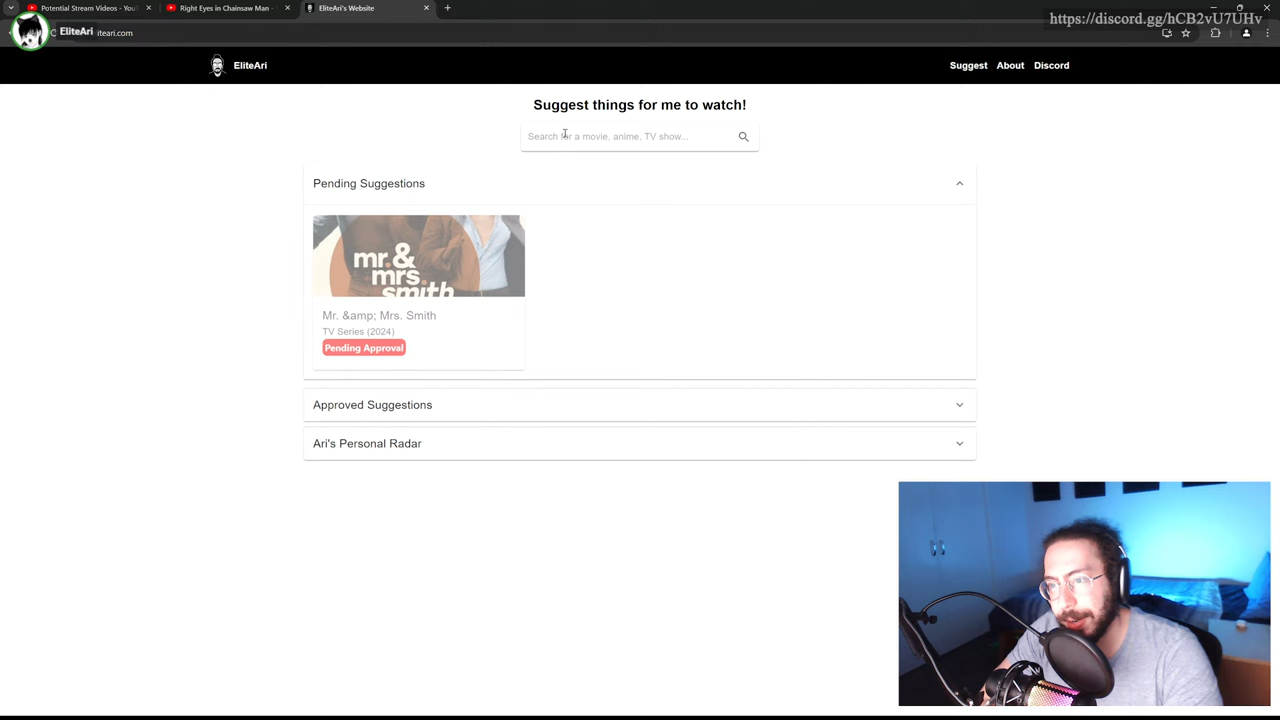 Potential Stream Videos - You
Right Eyes in Chainsaw Man -
EliteAri's Website
https://discord.gg/hCB2vU7UHv
EliteAri
iteari.com
EliteAri
Suggest
About
Discord
Suggest things for me to watch!
Search for a movie, anime, TV show...
Pending Suggestions
mr.&
mrs.
smith
Mr. &amp; Mrs. Smith
TV Series (2024)
Pending Approval
Approved Suggestions
Ari's Personal Radar